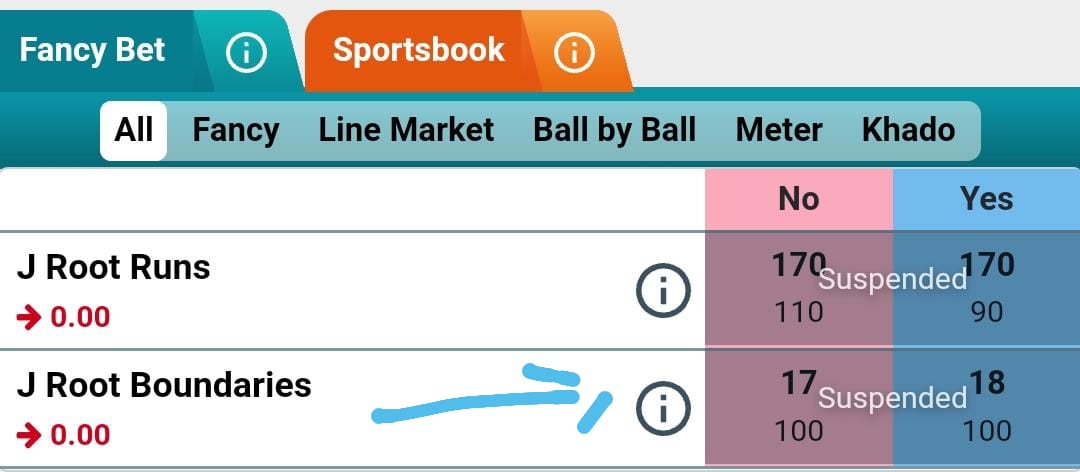 Fancy Bet Sportsbook
All Fancy Line Market Ball by Ball Meter Khado
No Yes
J Root Runs 170 Suspended 170
0.00 110 90
J Root Boundaries 17 Suspended 18
0.00 100 100